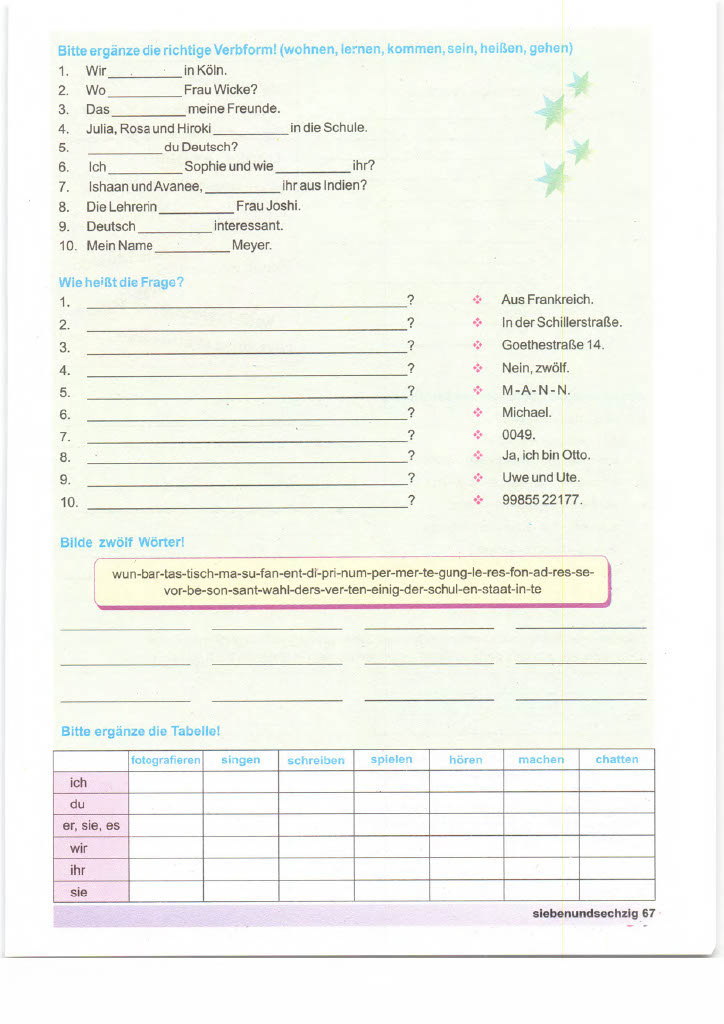 Bitte ergänze die richtige Verbform! (wohnen, lernen, kommen, sein, heißen, gehen)
1. Wir __________ in Köln.
2. Wo __________ Frau Wicke?
3. Das __________ meine Freunde.
4. Julia, Rosa und Hiroki __________ in die Schule.
5. __________ du Deutsch?
6. Ich __________ Sophie und wie __________ ihr?
7. Ishaan und Avanee, __________ ihr aus Indien?
8. Die Lehrerin __________ Frau Joshi.
9. Deutsch __________ interessant.
10. Mein Name __________ Meyer.
Wie heißt die Frage?
1. __________? Aus Frankreich.
2. __________? In der Schillerstraße.
3. __________? Goethestraße 14.
4. __________? Nein, zwölf.
5. __________? M - A - N - N.
6. __________? Michael.
7. __________? 0049.
8. __________? Ja, ich bin Otto.
9. __________? Uwe und Ute.
10. __________? 99855 22177.
Bilde zwölf Wörter!
wun-bar-tas-tisch-ma-su-fan-ent-di-pri-num-per-mer-te-gung-le-res-fon-ad-res-se-
vor-be-son-sant-wahl-ders-ver-ten-einig-der-schul-en-staat-in-te
Bitte ergänze die Tabelle!
fotografieren singen schreiben spielen hören machen chatten
ich
du
er, sie, es
wir
ihr
sie
siebenundsechzig 67